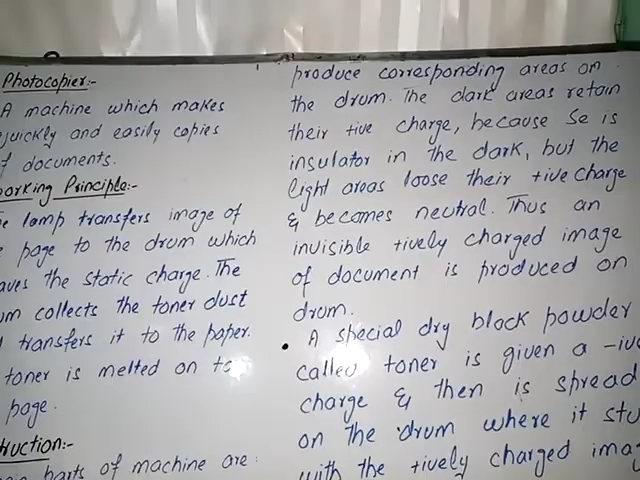 Photocopier:-
A machine which makes
quickly and easily copies
of documents.
Working Principle:-
lamp transfers image of
page to the drum which
the static charge. The
collects the toner dust
transfers it to the paper.
toner is melted on to
page.
parts of machine are:
produce corresponding areas on
the drum. The dark areas retain
their +ive charge, because Se is
insulator in the dark, but the
light areas loose their +ive charge
& becomes neutral. Thus an
invisible +ively charged image
of document is produced on
drum.
• A special dry block powder
called toner is given a -ive
charge & then is spread
on the drum where it
with the +ively charged